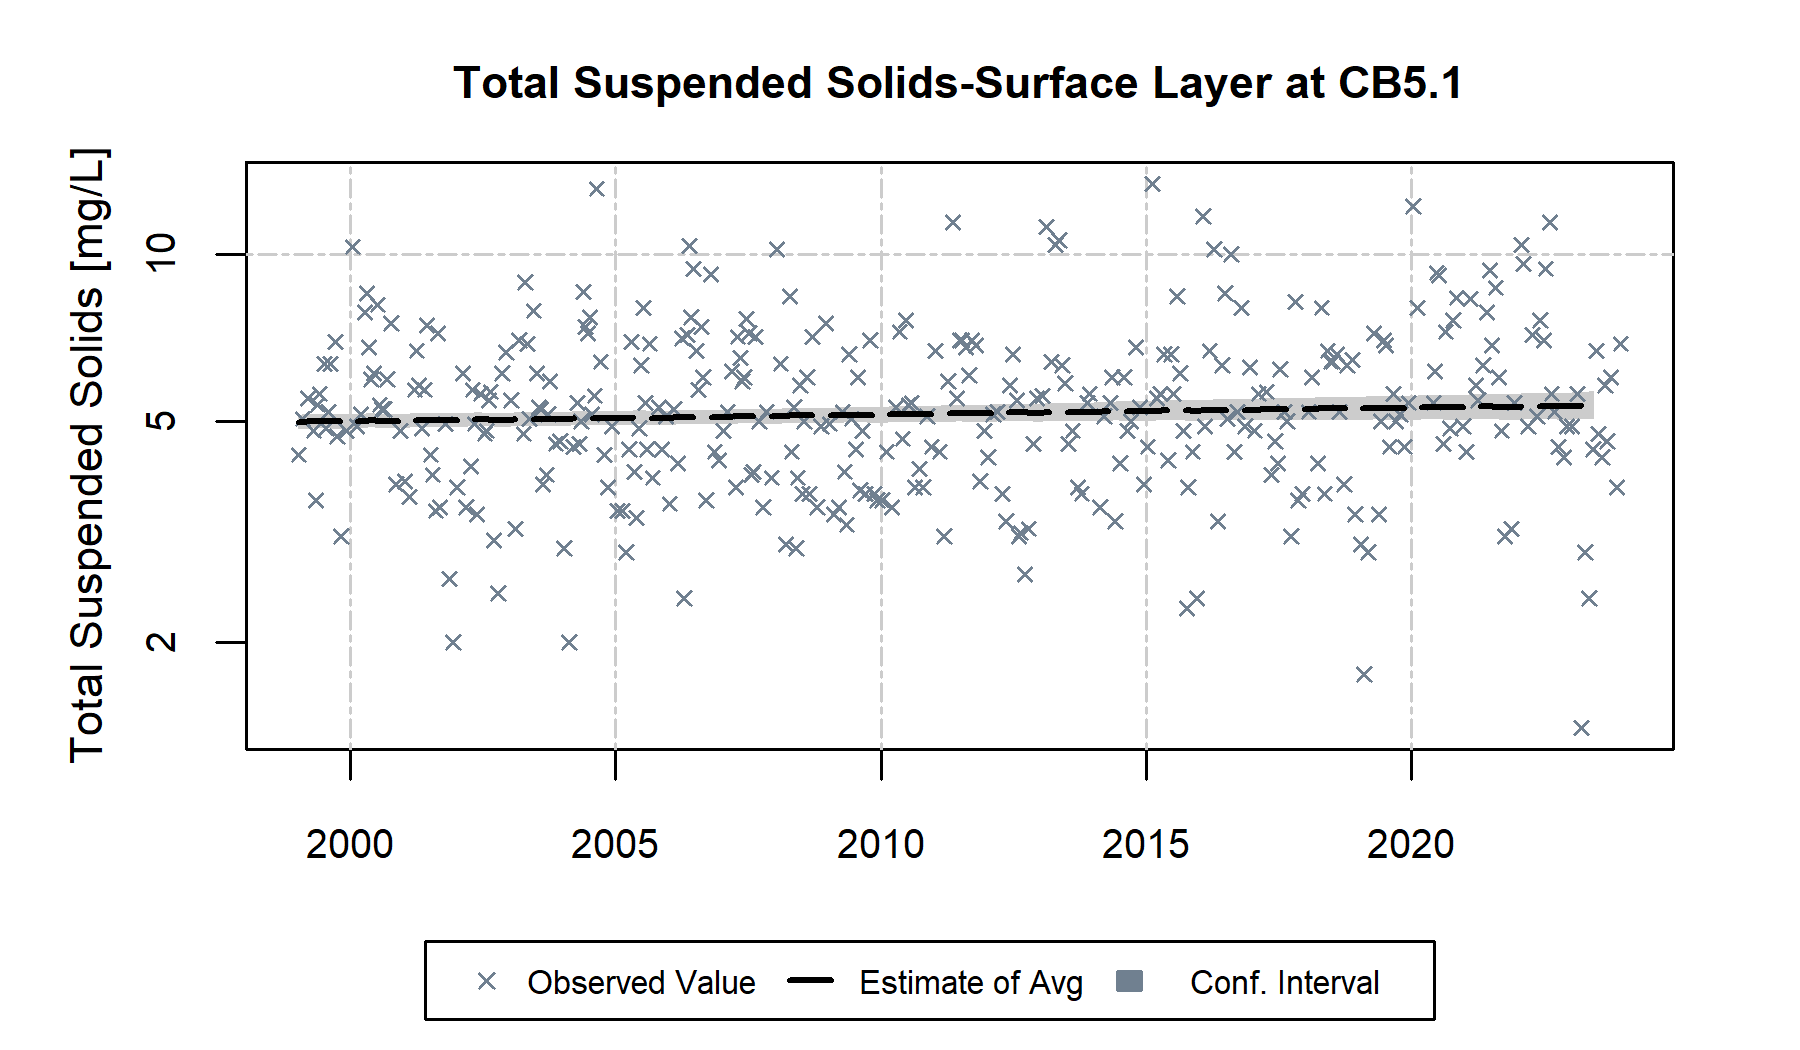 Total Suspended Solids-Surface Layer at CB5.1
Total Suspended Solids [mg/L]
10
5
2
2000 2005 2010 2015 2020
Observed Value Estimate of Avg Conf. Interval